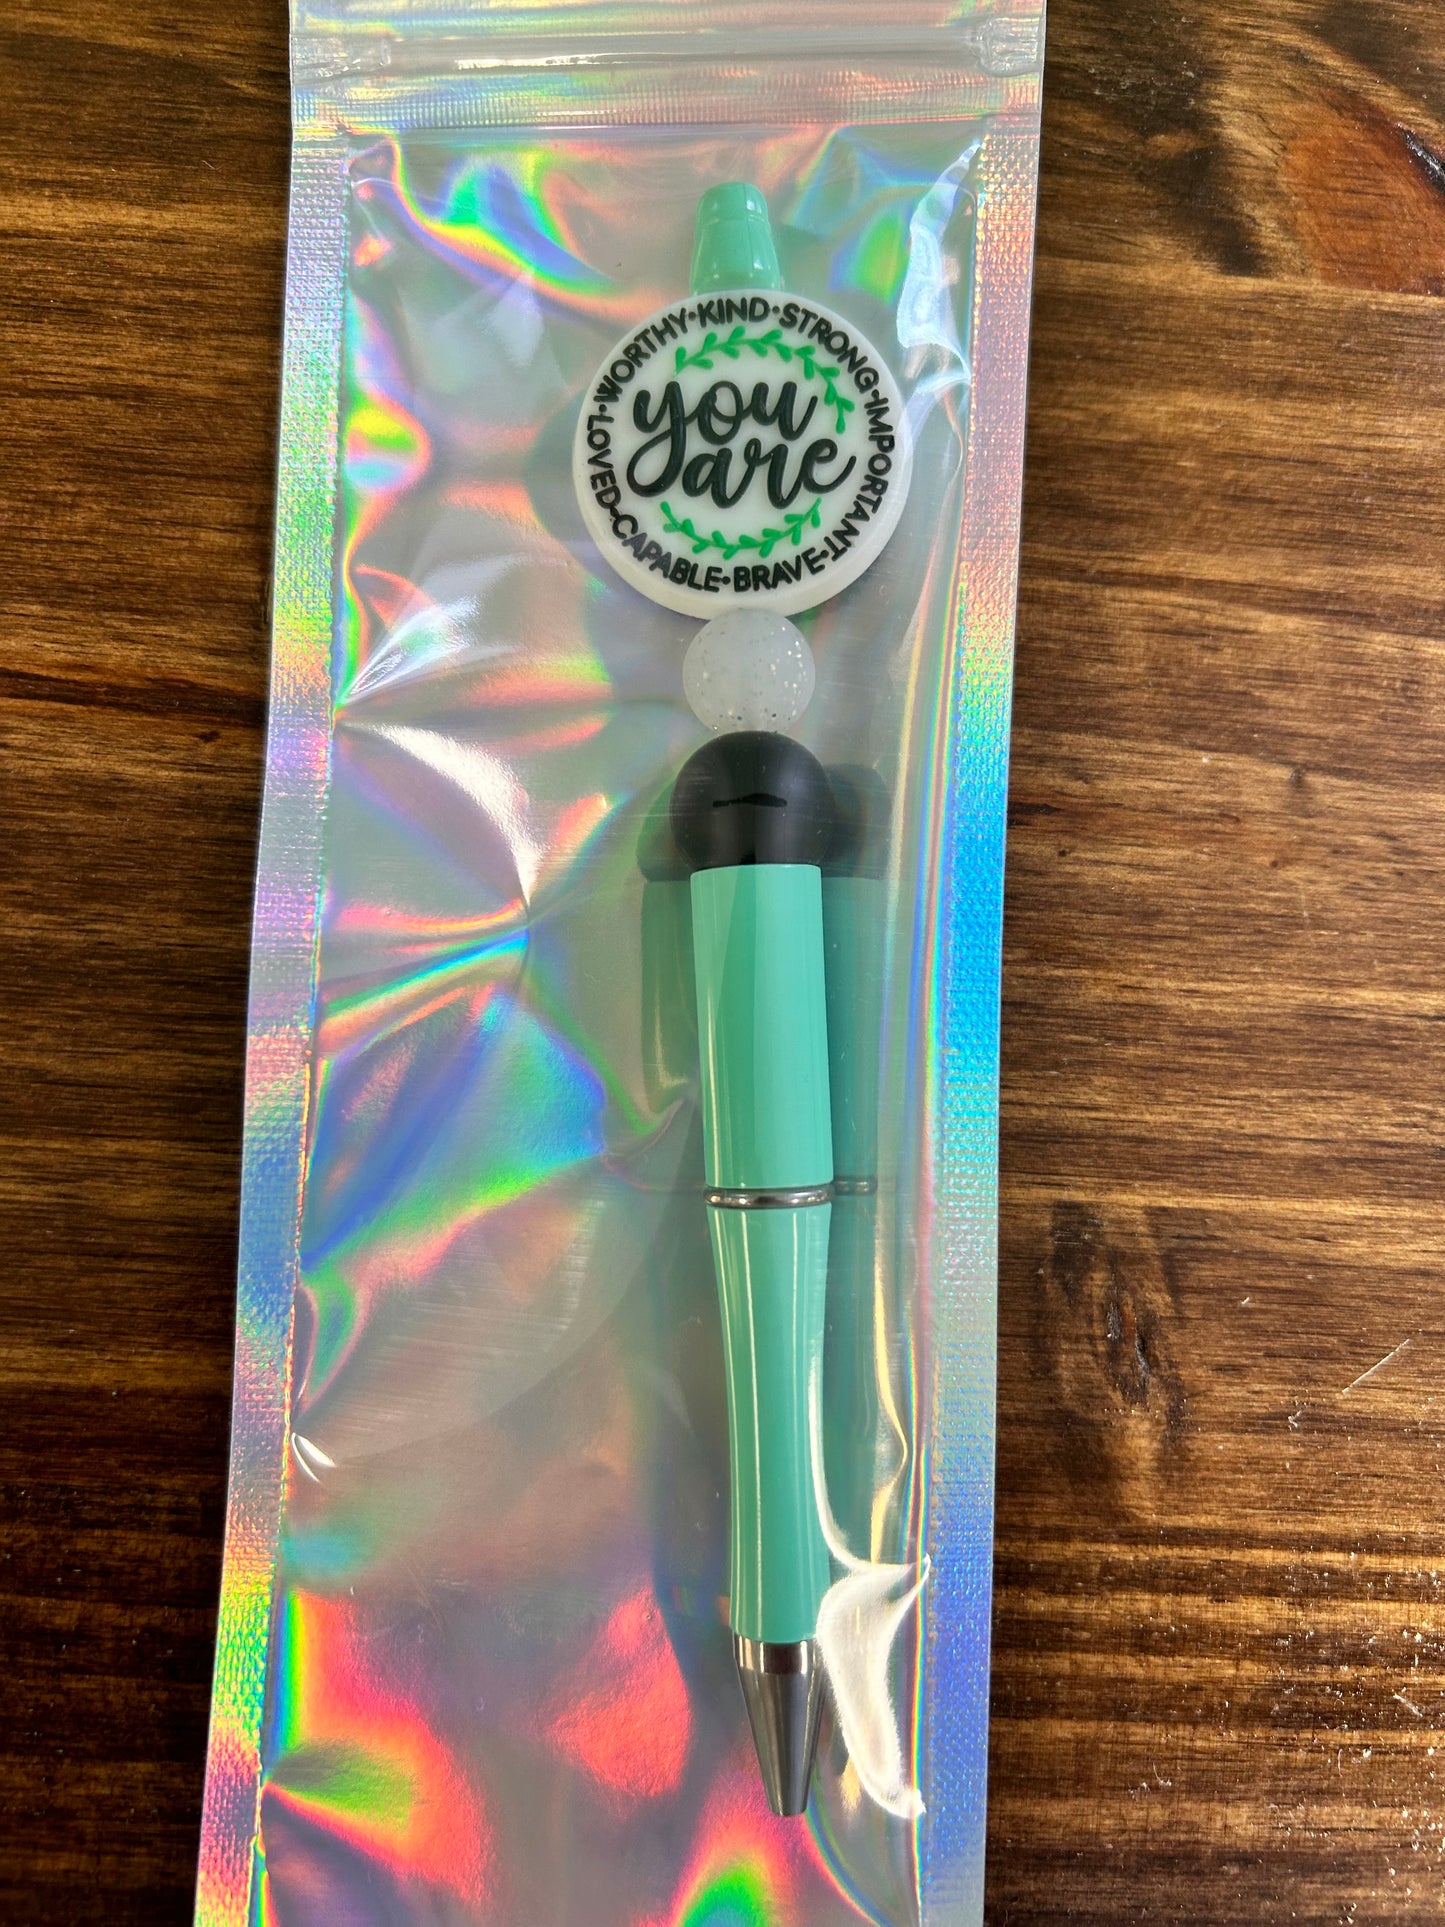 WORTHY•KIND•STRONG•IMPORTANT•BRAVE•CAPABLE•LOVED•
you
are